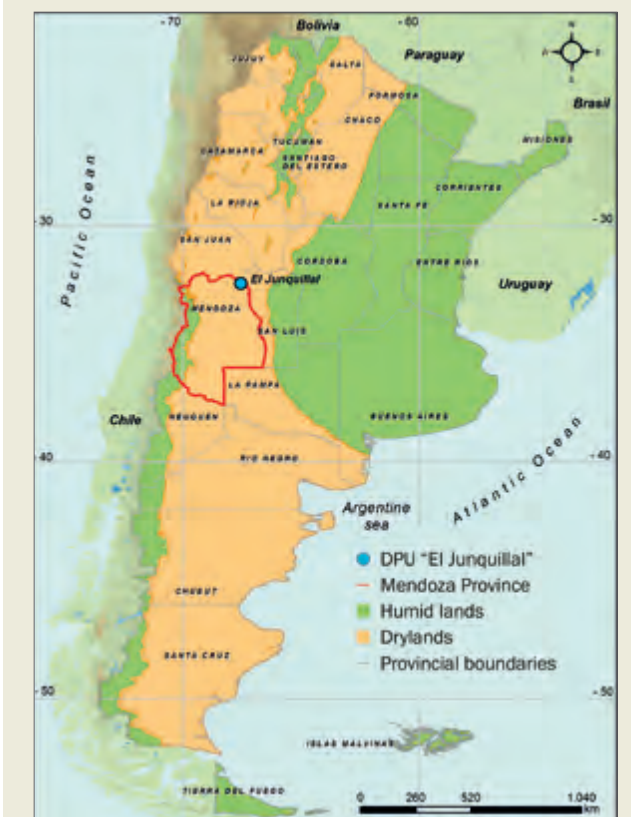 - 70
- 60
Bolivia
Paraguay
N
JUJUY
SALTA
FORMOSA
Brasil
CHACO
TUCUMAN
MISIONES
CATAMARCA
SANTIAGO
DEL ESTERO
CORRIENTES
LA RIOJA
SANTA FE
- 30
- 30
SAN JUAN
CORDOBA
ENTRE RIOS
El Junquillal
Uruguay
MENDOZA
SAN LUIS
Pacific Ocean
LA PAMPA
Chile
NEUQUEN
BUENOS AIRES
- 40
RIO NEGRO
- 40
Atlantic Ocean
Argentine
sea
DPU "El Junquillal"
Mendoza Province
CHUBUT
Humid lands
Drylands
SANTA CRUZ
Provincial boundaries
- 50
- 50
ISLAS MALVINAS
TIERRA DEL FUEGO
0 260 520 1.040
km